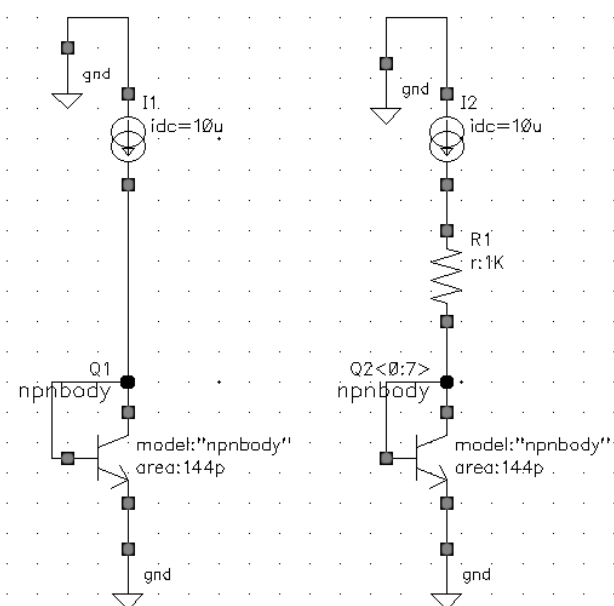 gnd
I1
idc=10u
gnd
I2
idc=10u
R1
r:1K
Q1
npnbody
model:"npnbody"
area:144p
gnd
Q2<0:7>
npnbody
model:"npnbody"
area:144p
gnd